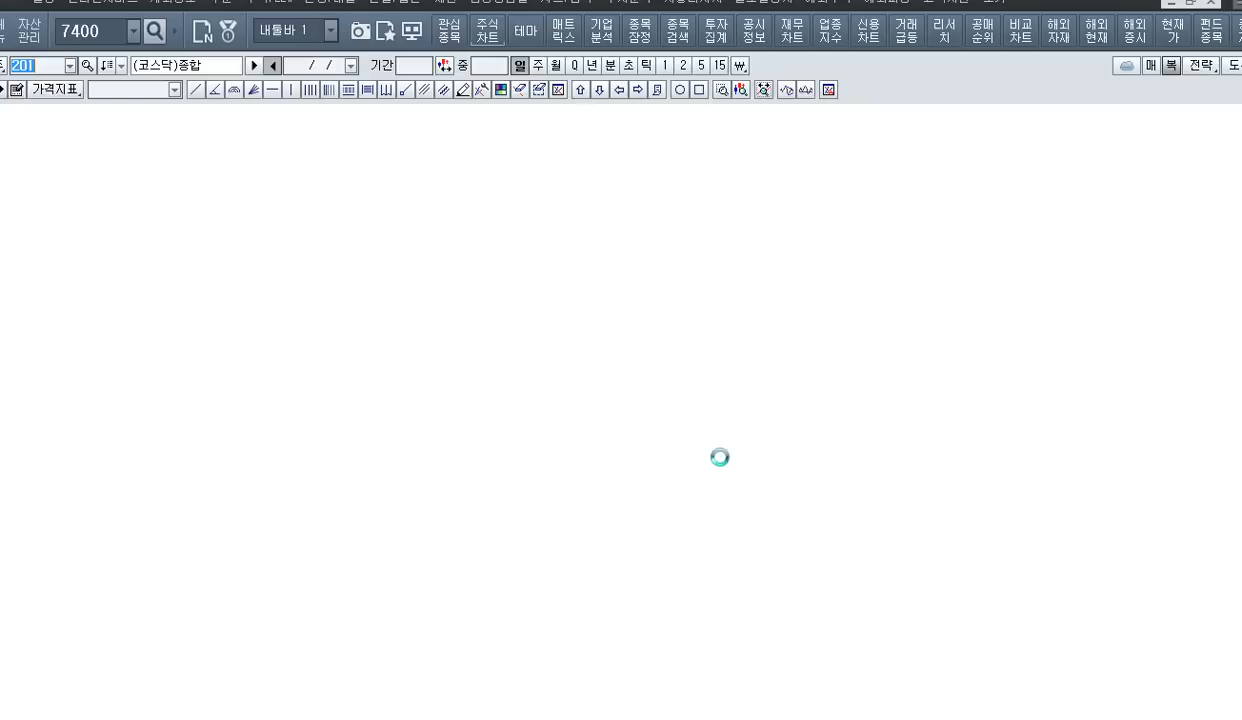 자산 관심 주식 매트 기업 종목 종목 투자 공시 재무 업종 신용 거래 리서 공매 비교 해외 해외 해외 현재 펀드
7400 내툴바 1 테마
관리 종목 차트 릭스 분석 잠정 검색 집계 정보 차트 지수 차트 급등 치 순위 차트 자재 현재 증시 가 종목
201 (코스닥)종합 / / 기간 중 일 주 월 Q 년 분 초 틱 1 2 5 15 ₩ 매 복 전략
가격지표